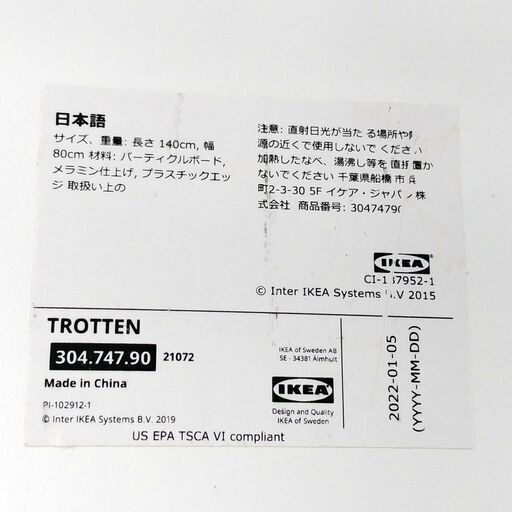 日本語
サイズ、重量: 長さ 140cm, 幅
80cm 材料: パーティクルボード,
メラミン仕上げ, プラスチックエッ
ジ 取扱い上の
注意: 直射日光が当た る場所や
源の近くで使用しないで くださ
加熱したなべ、湯沸し等を 直接置か
ないでください 千葉県船橋 市 浜
町2-3-30 5F イケア・ジャパン株
式会社 商品番号: 30474790
IKEA
CI-1 7952-1
© Inter IKEA Systems B.V 2015
TROTTEN
304.747.90 21072
Made in China
PI-102912-1
© Inter IKEA Systems B.V. 2019
US EPA TSCA VI compliant
IKEA of Sweden AB
SE - 34381 Älmhult
IKEA
Design and Quality
IKEA of Sweden
2022-01-05
(YYYY-MM-DD)